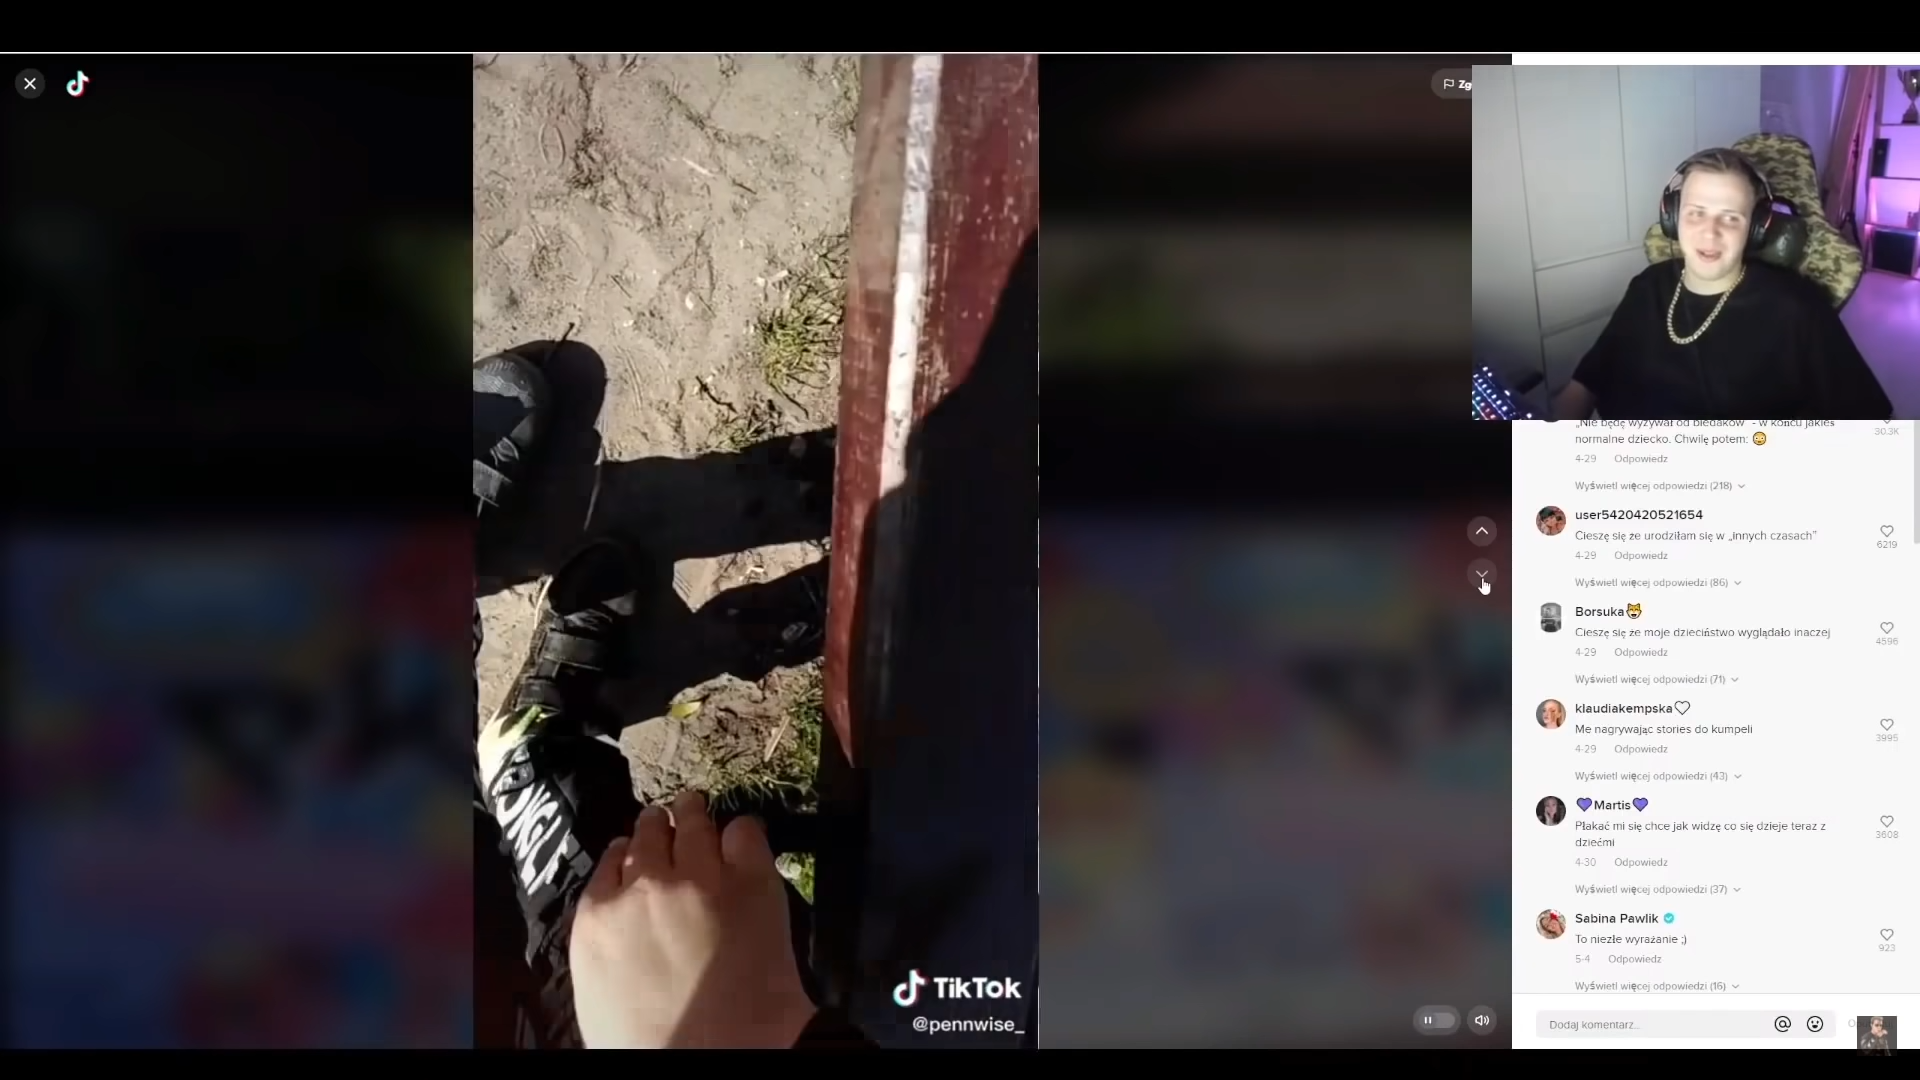 Zg
„Nie będę wyzywał od biedaków” - w końcu jakieś
normalne dziecko. Chwilę potem: 😳
30.3K
4-29 Odpowiedz
Wyświetl więcej odpowiedzi (218)
user5420420521654
Cieszę się że urodziłam się w „innych czasach”
6219
4-29 Odpowiedz
Wyświetl więcej odpowiedzi (86)
Borsuka😸
Cieszę się że moje dzieciństwo wyglądało inaczej
4596
4-29 Odpowiedz
Wyświetl więcej odpowiedzi (71)
klaudiakempska♡
Me nagrywając stories do kumpeli
3995
4-29 Odpowiedz
Wyświetl więcej odpowiedzi (43)
💜Martis💜
Płakać mi się chce jak widzę co się dzieje teraz z
dziećmi
3608
4-30 Odpowiedz
Wyświetl więcej odpowiedzi (37)
Sabina Pawlik
To niezłe wyrażanie ;)
923
5-4 Odpowiedz
Wyświetl więcej odpowiedzi (16)
Dodaj komentarz...
TikTok
@pennwise_